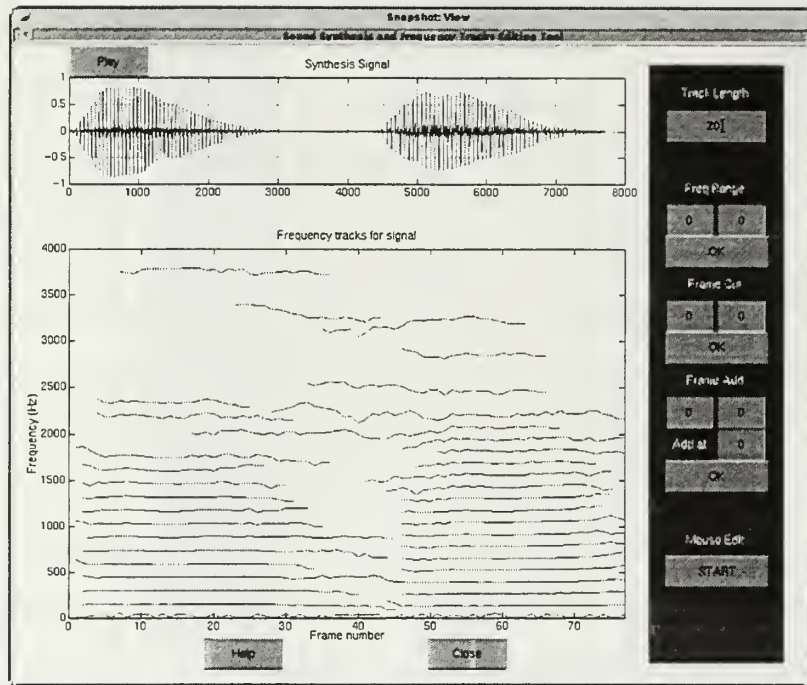 Snapshot: View
Sound Synthesis and Frequency Tracks Editing Tool
Play
Synthesis Signal
1
0.5
0
−0.5
−1
0 1000 2000 3000 4000 5000 6000 7000 8000
Frequency tracks for signal
4000
3500
3000
2500
2000
1500
1000
500
0
Frequency (Hz)
0 10 20 30 40 50 60 70
Frame number
Help
Close
Track Length
20
Freq Range
0 0
OK
Frame Cut
0 0
OK
Frame Add
0 0
Add at 0
OK
Mouse Edit
START